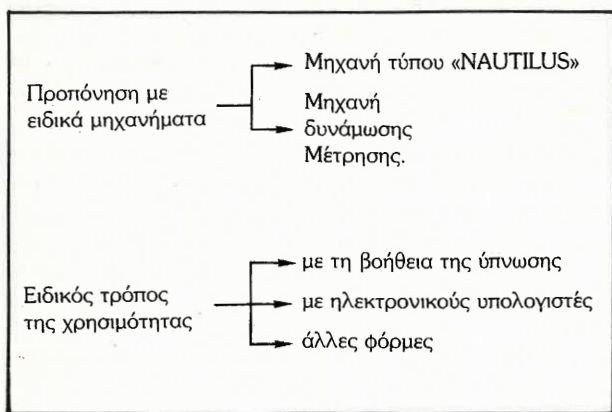 Προπόνηση με
ειδικά μηχανήματα
Μηχανή τύπου «NAUTILUS»
Μηχανή
δυνάμωσης
Μέτρησης.
Ειδικός τρόπος
της χρησιμότητας
με τη βοήθεια της ύπνωσης
με ηλεκτρονικούς υπολογιστές
άλλες φόρμες